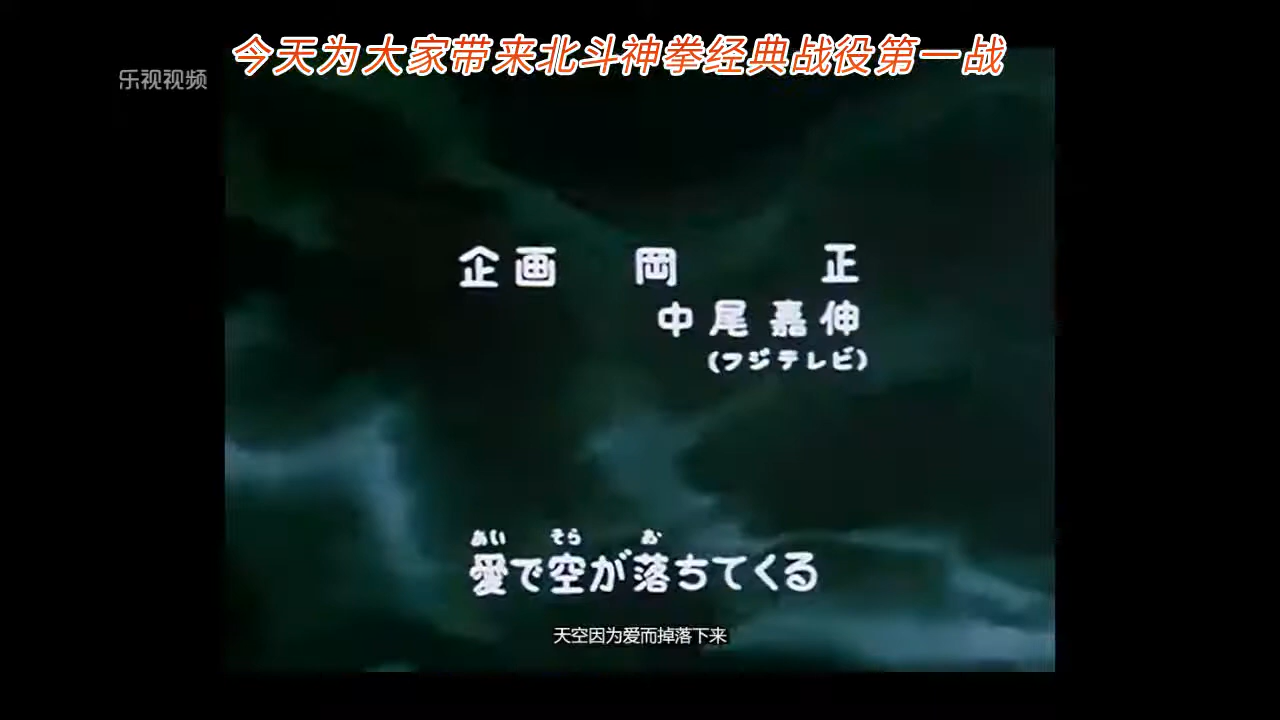 今天为大家带来北斗神拳经典战役第一战
乐视视频
企画 岡 正
中尾嘉伸
(フジテレビ)
あい そら お
愛で空が落ちてくる
天空因为爱而掉落下来